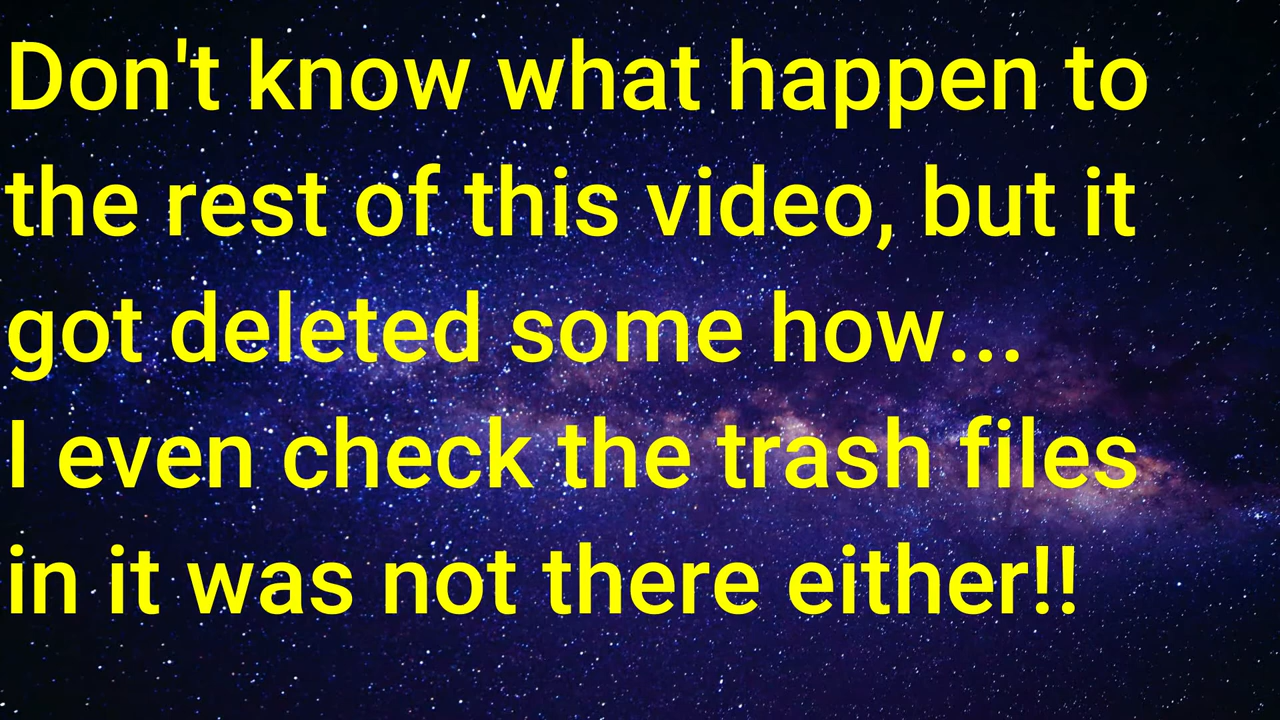 Don't know what happen to
the rest of this video, but it
got deleted some how...
I even check the trash files
in it was not there either!!